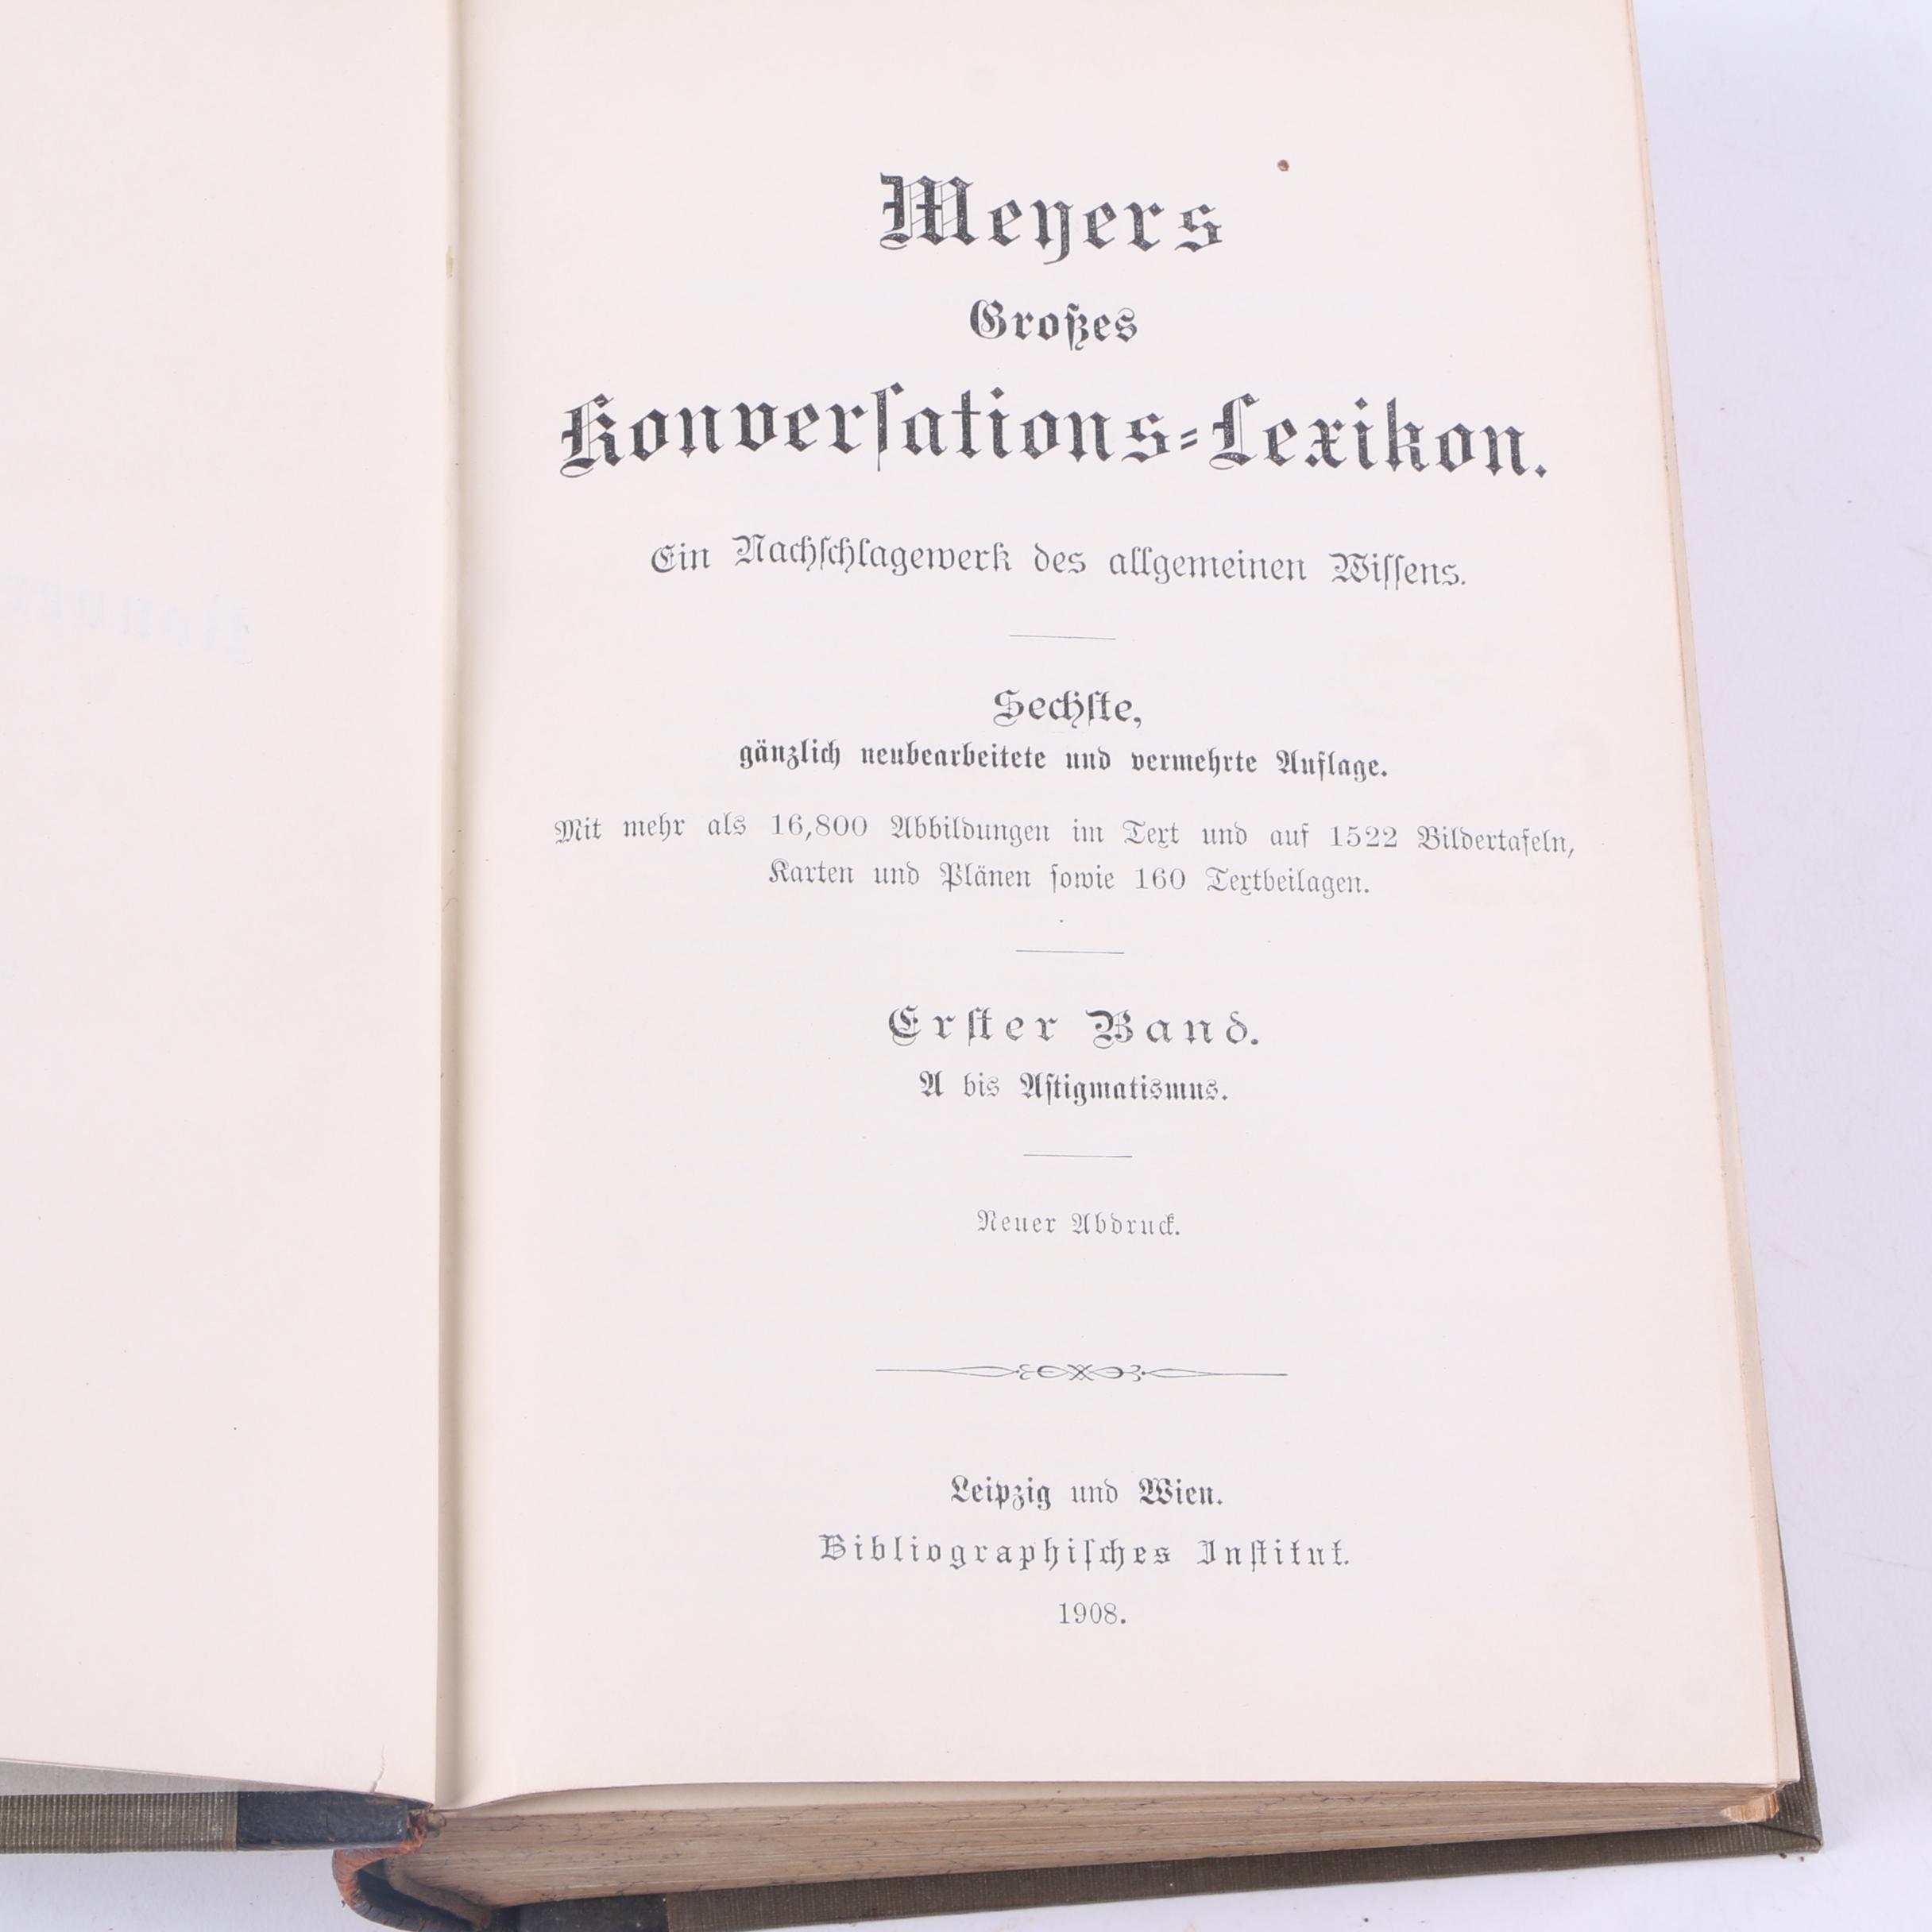 Meyers
Großes
Konverſations-Lexikon.
Ein Nachſchlagewerk des allgemeinen Wiſſens.
Sechſte,
gänzlich neubearbeitete und vermehrte Auflage.
Mit mehr als 16,800 Abbildungen im Text und auf 1522 Bildertafeln,
Karten und Plänen ſowie 160 Textbeilagen.
Erſter Band.
A bis Aſtigmatismus.
Neuer Abdruck.
Leipzig und Wien.
Bibliographiſches Inſtitut.
1908.